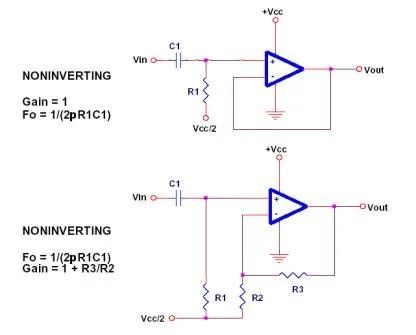 +Vcc
C1
Vin
+
-
Vout
R1
Vcc/2
NONINVERTING
Gain = 1
Fo = 1/(2pR1C1)
+Vcc
C1
Vin
+
-
Vout
NONINVERTING
Fo = 1/(2pR1C1)
Gain = 1 + R3/R2
R1
R2
R3
Vcc/2